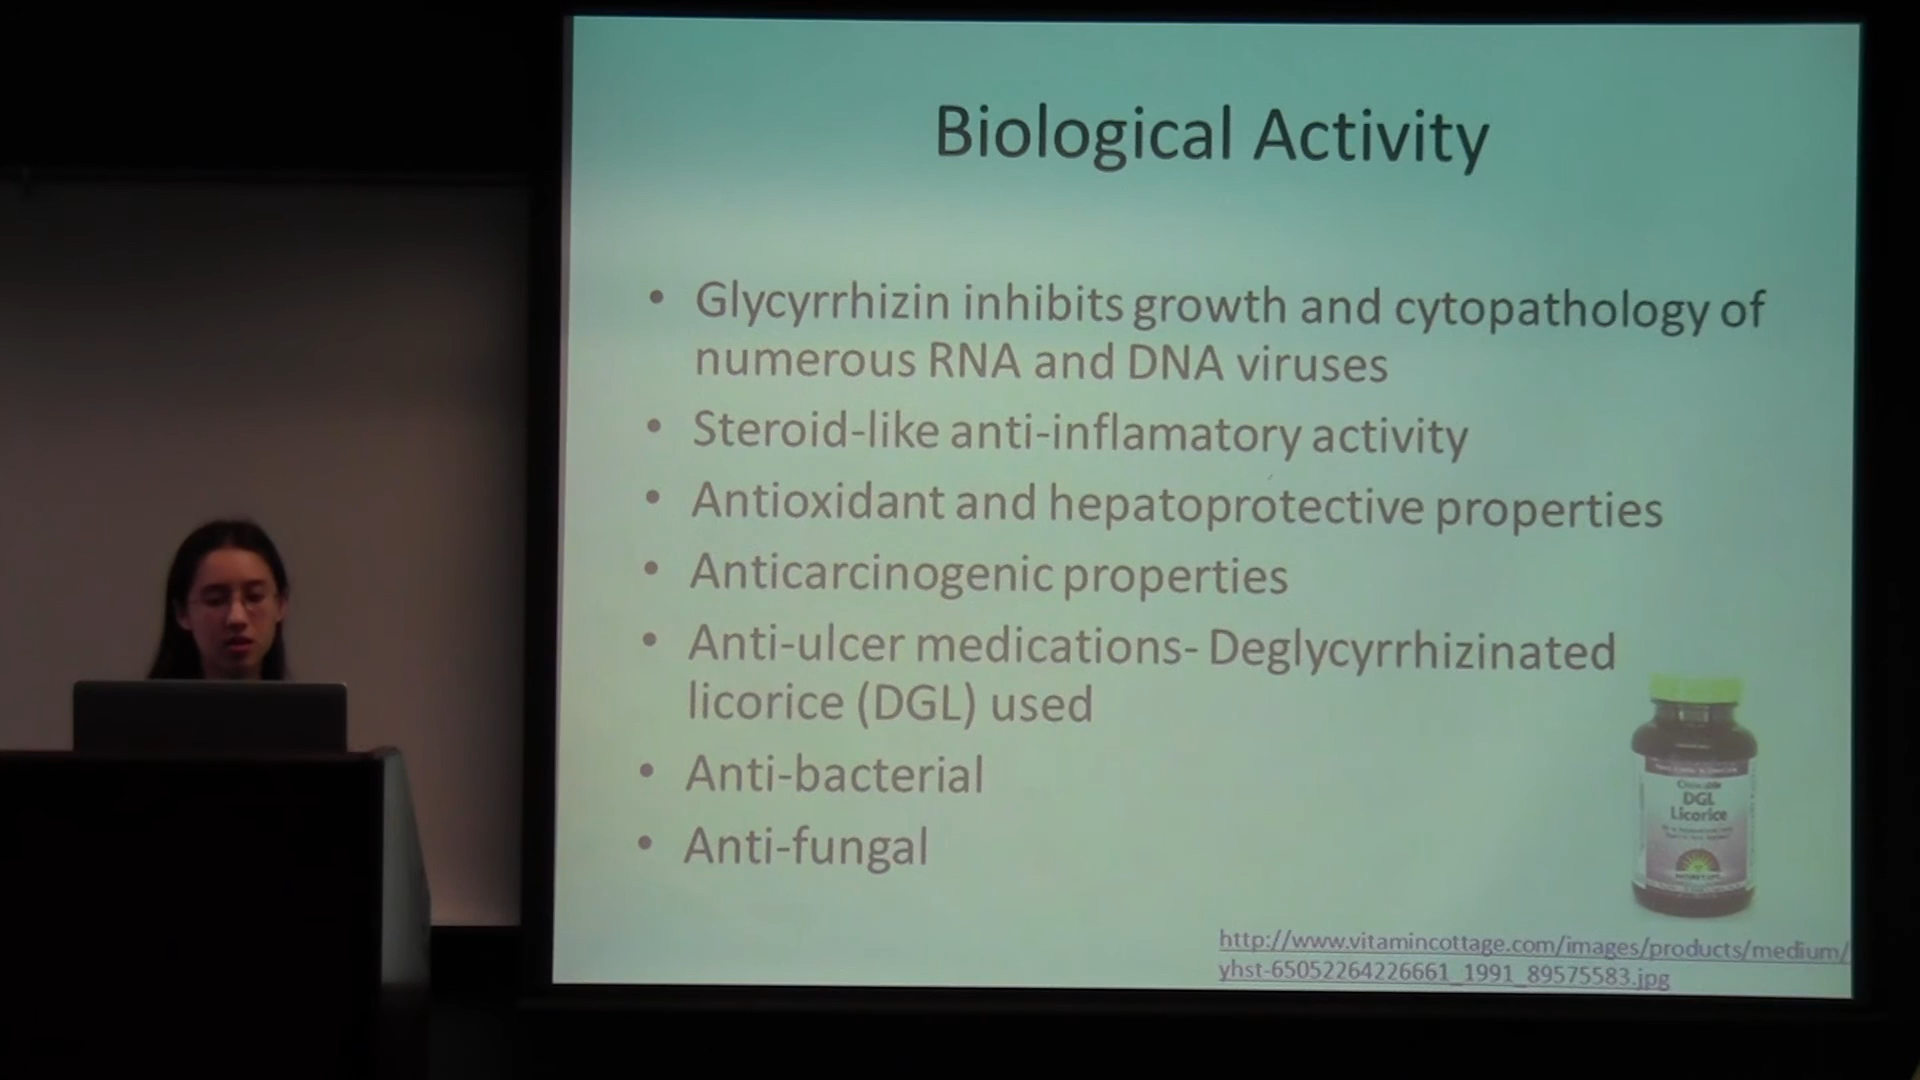 Biological Activity
• Glycyrrhizin inhibits growth and cytopathology of
numerous RNA and DNA viruses
• Steroid-like anti-inflamatory activity
• Antioxidant and hepatoprotective properties
• Anticarcinogenic properties
• Anti-ulcer medications- Deglycyrrhizinated
licorice (DGL) used
• Anti-bacterial
• Anti-fungal
Chewable
DGL
Licorice
http://www.vitamincottage.com/images/products/medium/
yhst-65052264226661_1991_89575583.jpg